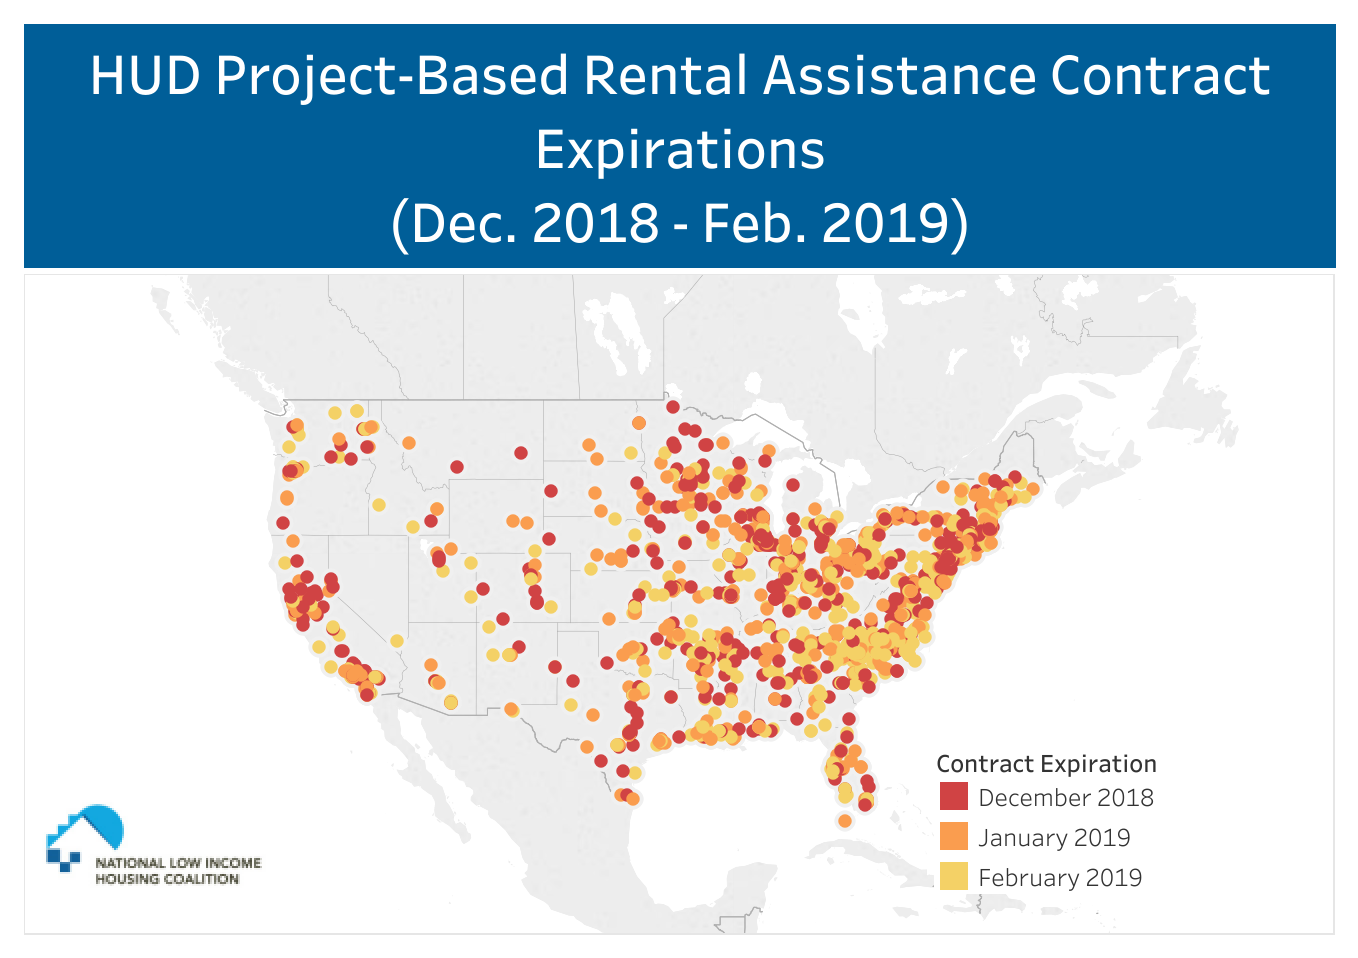 HUD Project-Based Rental Assistance Contract
Expirations
(Dec. 2018 - Feb. 2019)
Contract Expiration
December 2018
January 2019
February 2019
NATIONAL LOW INCOME
HOUSING COALITION